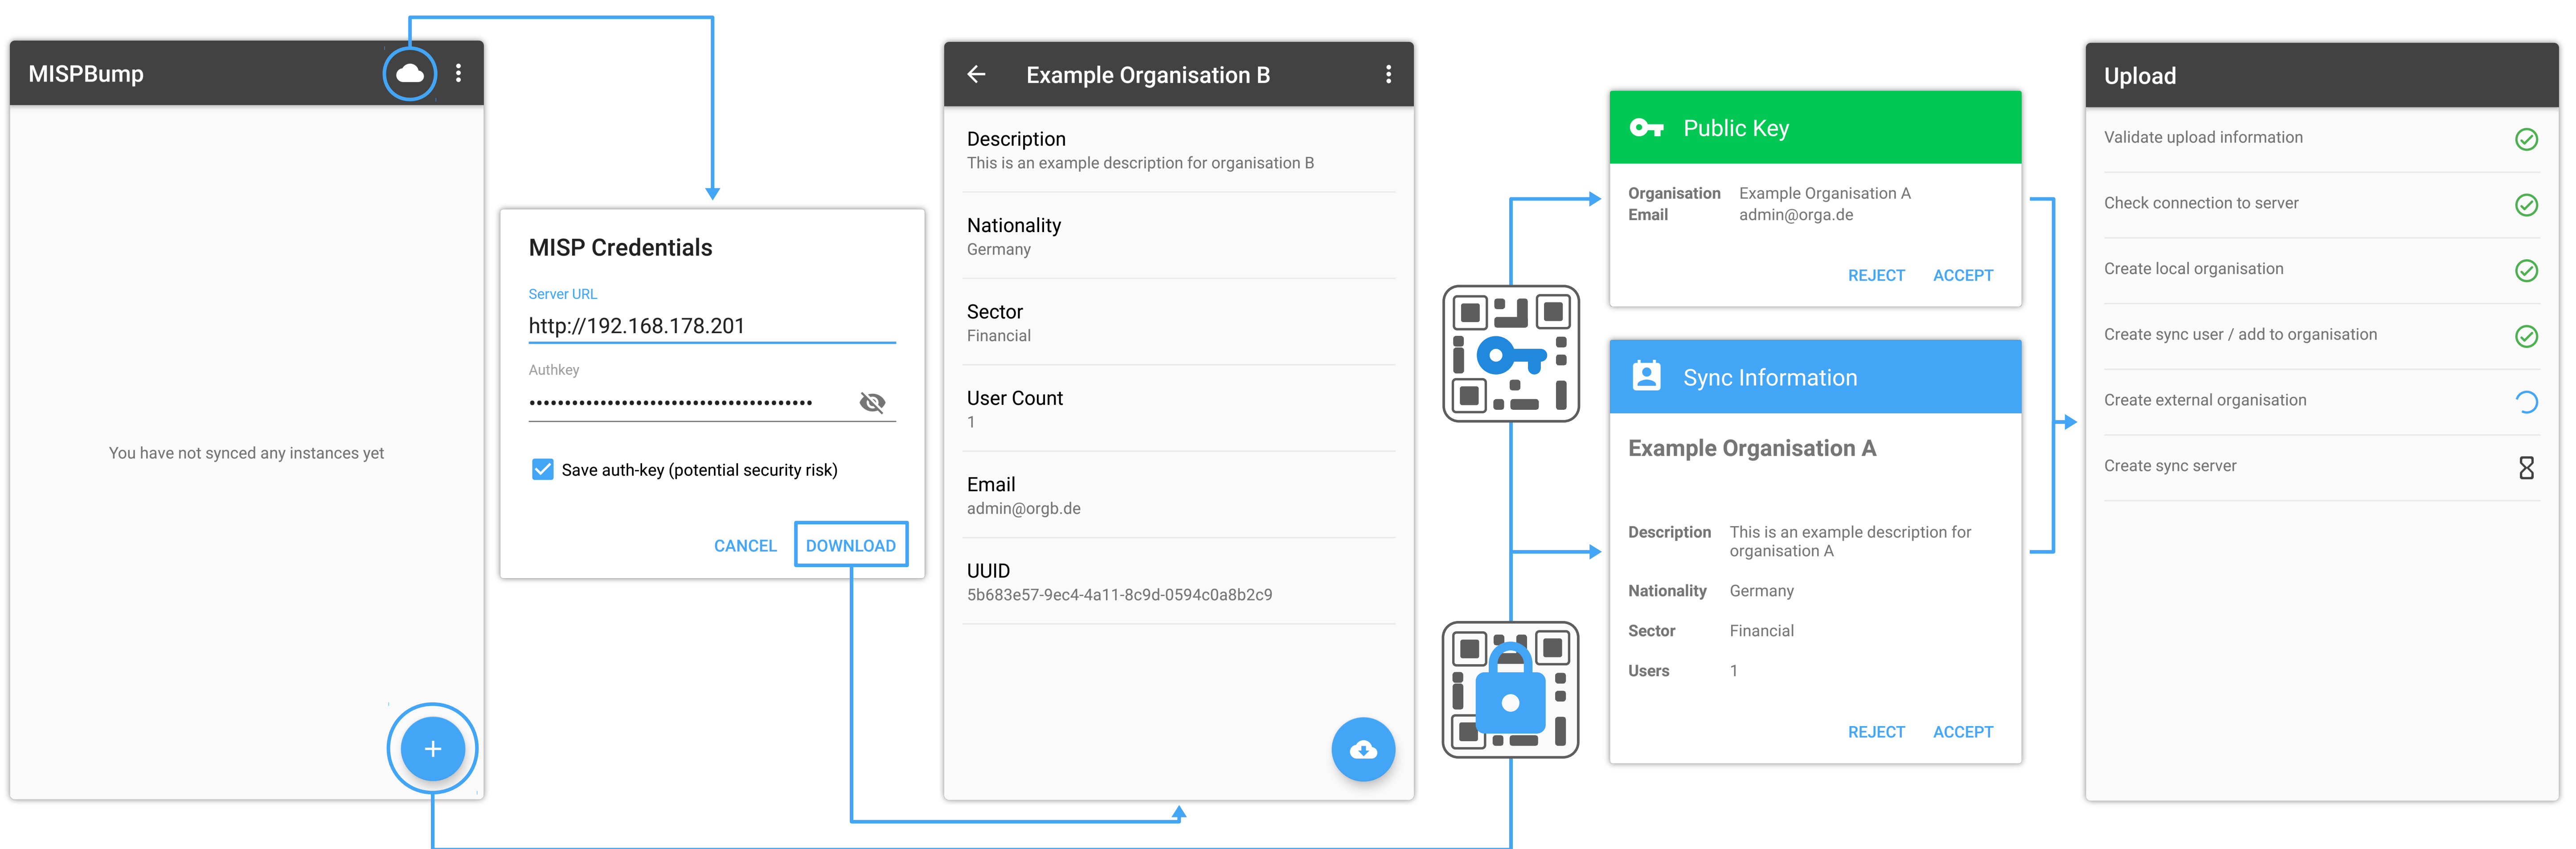 MISPBump
You have not synced any instances yet
MISP Credentials
Server URL
http://192.168.178.201
Authkey
••••••••••••••••••••••••••••••••••••••••
Save auth-key (potential security risk)
CANCEL DOWNLOAD
Example Organisation B
Description
This is an example description for organisation B
Nationality
Germany
Sector
Financial
User Count
1
Email
admin@orgb.de
UUID
5b683e57-9ec4-4a11-8c9d-0594c0a8b2c9
Public Key
Organisation Example Organisation A
Email admin@orga.de
REJECT ACCEPT
Sync Information
Example Organisation A
Description This is an example description for
organisation A
Nationality Germany
Sector Financial
Users 1
REJECT ACCEPT
Upload
Validate upload information
Check connection to server
Create local organisation
Create sync user / add to organisation
Create external organisation
Create sync server